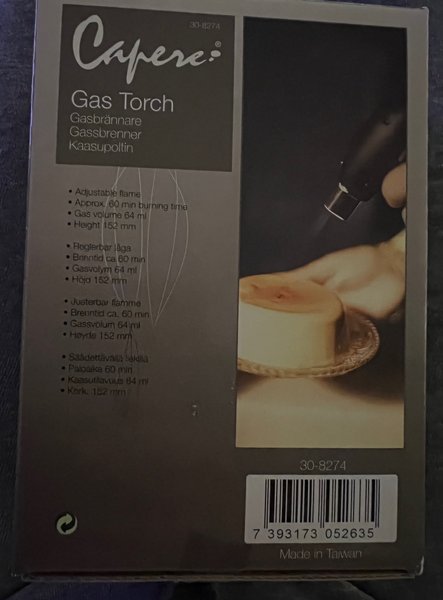 30-8274
Capere®
Gas Torch
Gasbrännare
Gassbrenner
Kaasupoltin
• Adjustable flame
• Approx. 60 min burning time
• Gas volume 64 ml
• Height 152 mm
• Reglerbar låga
• Brinntid ca 60 min
• Gasvolym 64 ml
• Höjd 152 mm
• Justerbar flamme
• Brenntid ca. 60 min
• Gassvolum 64 ml
• Høyde 152 mm
• Säädettävällä liekillä
• Paloaika 60 min
• Kaasutilavuus 64 ml
• Kork. 152 mm
30-8274
7 393173 052635
Made in Taiwan